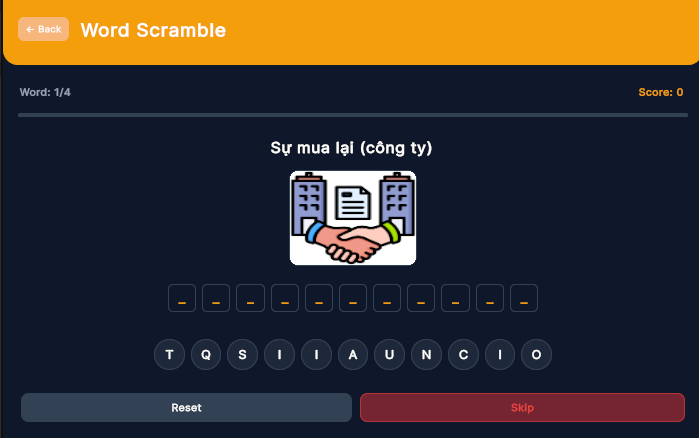 ← Back Word Scramble
Word: 1/4 Score: 0
Sự mua lại (công ty)
_ _ _ _ _ _ _ _ _ _ _
T Q S I I A U N C I O
Reset Skip